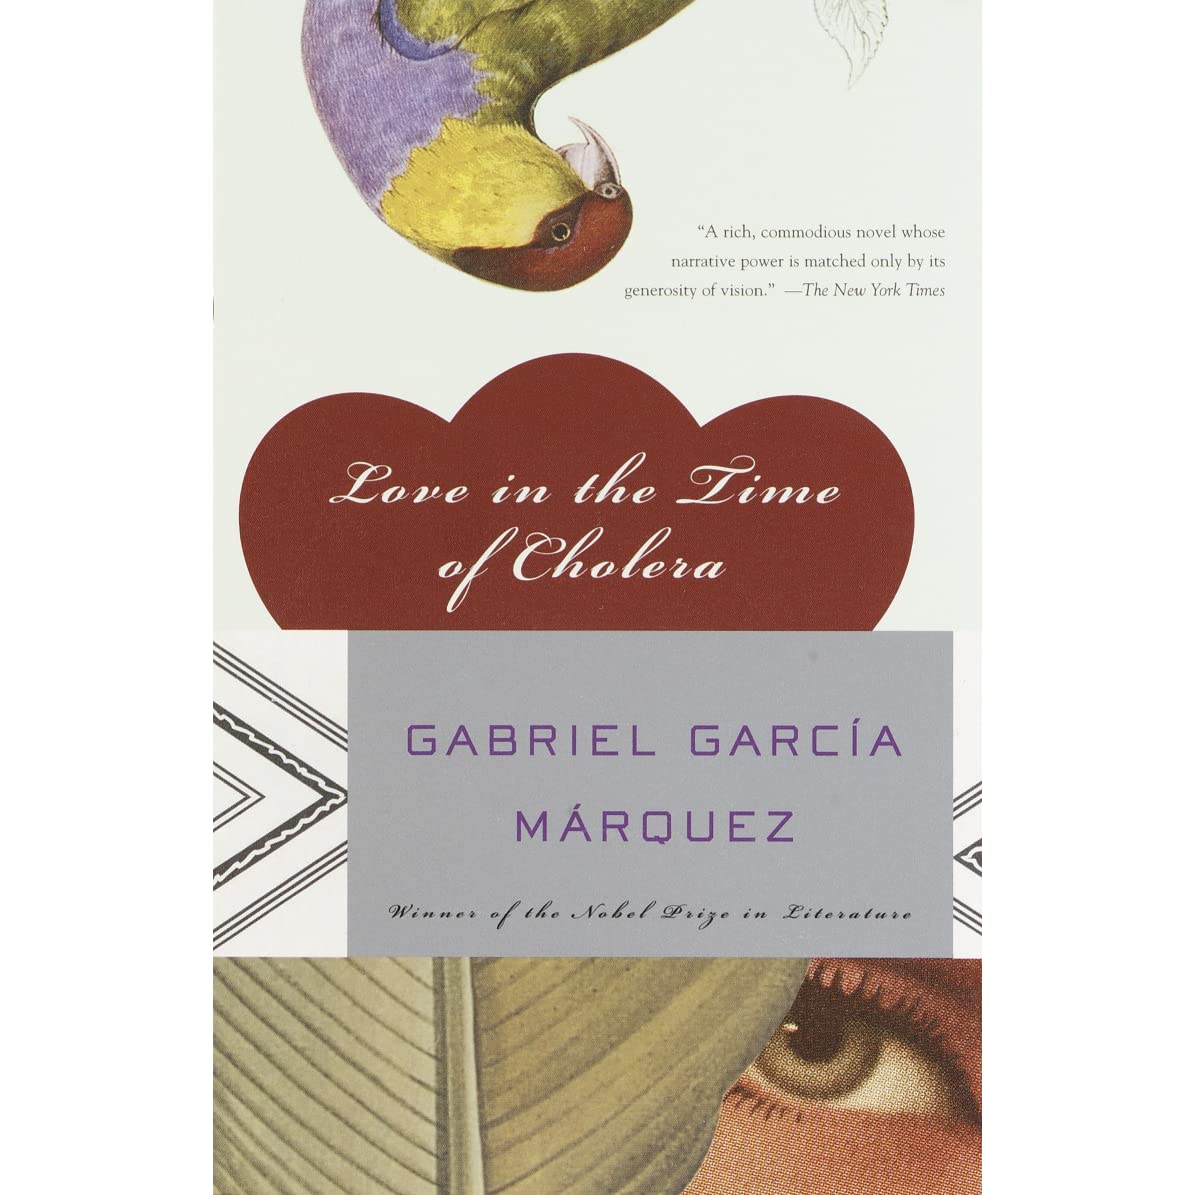 “A rich, commodious novel whose
narrative power is matched only by its
generosity of vision.” —The New York Times
Love in the Time
of Cholera
GABRIEL GARCÍA
MÁRQUEZ
Winner of the Nobel Prize in Literature